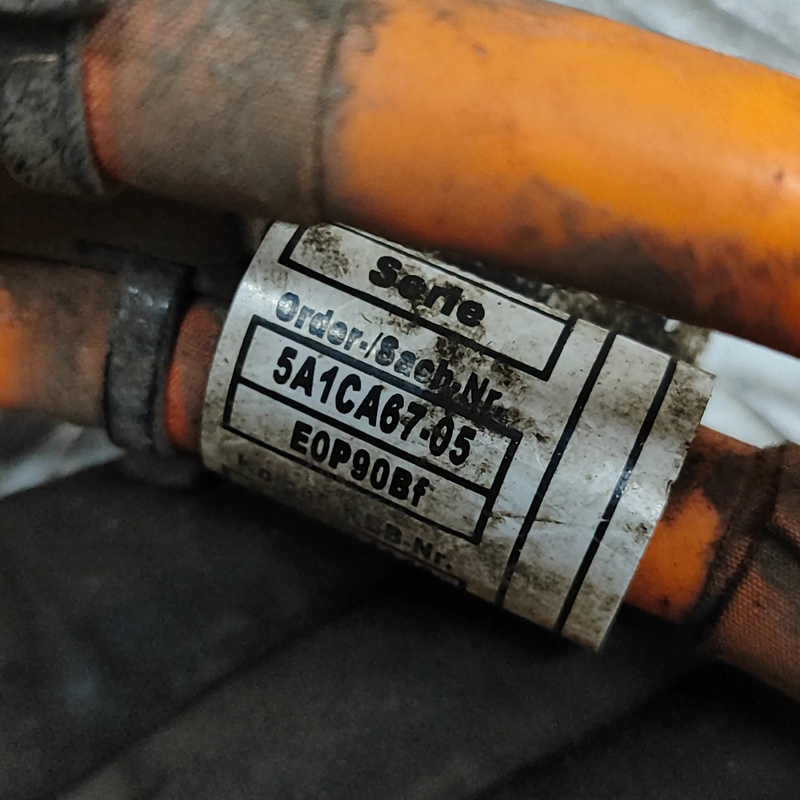 Serie
Order-/Sach-Nr.
5A1CA67-05
E0P90Bf